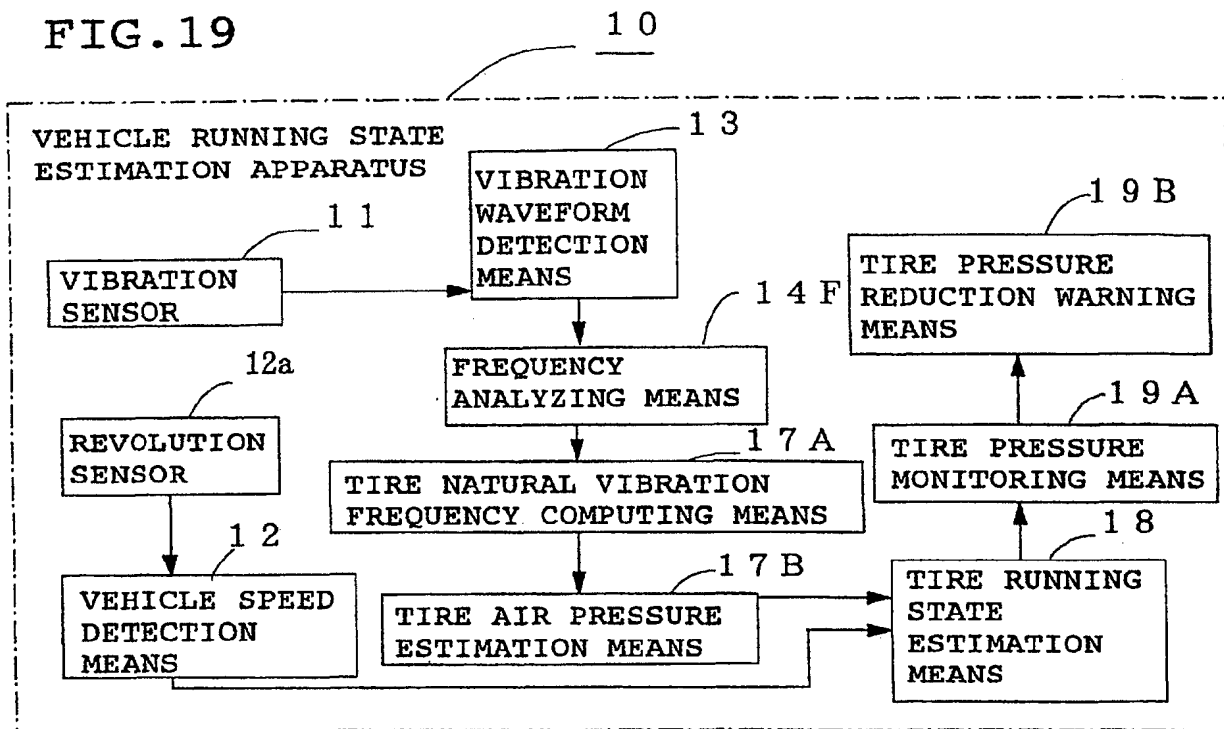 FIG.19
10
VEHICLE RUNNING STATE
ESTIMATION APPARATUS
13
VIBRATION
WAVEFORM
DETECTION
MEANS
11
VIBRATION
SENSOR
19B
TIRE PRESSURE
REDUCTION WARNING
MEANS
14F
FREQUENCY
ANALYZING MEANS
12a
REVOLUTION
SENSOR
19A
TIRE PRESSURE
MONITORING MEANS
17A
TIRE NATURAL VIBRATION
FREQUENCY COMPUTING MEANS
12
VEHICLE SPEED
DETECTION
MEANS
17B
TIRE AIR PRESSURE
ESTIMATION MEANS
18
TIRE RUNNING
STATE
ESTIMATION
MEANS